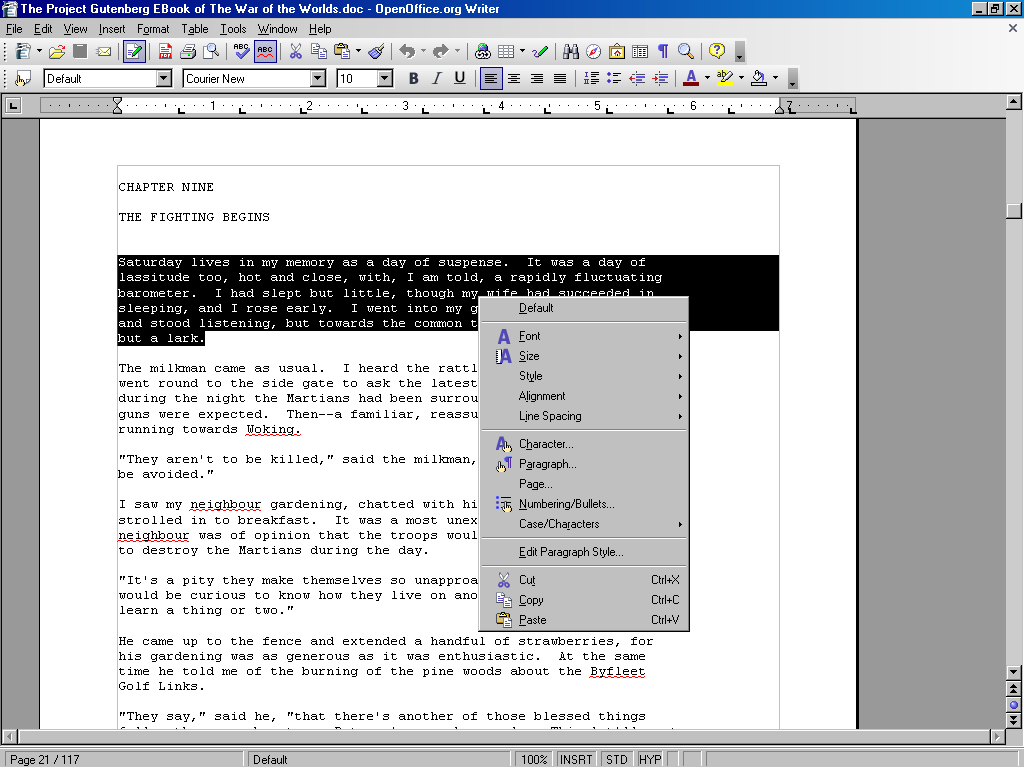 The Project Gutenberg EBook of The War of the Worlds.doc - OpenOffice.org Writer
File Edit View Insert Format Table Tools Window Help
Default Courier New 10 B I U
1 2 3 4 5 6 7
CHAPTER NINE
THE FIGHTING BEGINS
Saturday lives in my memory as a day of suspense. It was a day of
lassitude too, hot and close, with, I am told, a rapidly fluctuating
barometer. I had slept but little, though my wife had succeeded in
sleeping, and I rose early. I went into my g
and stood listening, but towards the common t
but a lark.
The milkman came as usual. I heard the rattl
went round to the side gate to ask the latest
during the night the Martians had been surrou
guns were expected. Then--a familiar, reassu
running towards Woking.
"They aren't to be killed," said the milkman,
be avoided."
I saw my neighbour gardening, chatted with hi
strolled in to breakfast. It was a most unex
neighbour was of opinion that the troops woul
to destroy the Martians during the day.
"It's a pity they make themselves so unapproa
would be curious to know how they live on ano
learn a thing or two."
He came up to the fence and extended a handful of strawberries, for
his gardening was as generous as it was enthusiastic. At the same
time he told me of the burning of the pine woods about the Byfleet
Golf Links.
"They say," said he, "that there's another of those blessed things
Default
Font
Size
Style
Alignment
Line Spacing
Character...
Paragraph...
Page...
Numbering/Bullets...
Case/Characters
Edit Paragraph Style...
Cut Ctrl+X
Copy Ctrl+C
Paste Ctrl+V
Page 21 / 117 Default 100% INSRT STD HYP